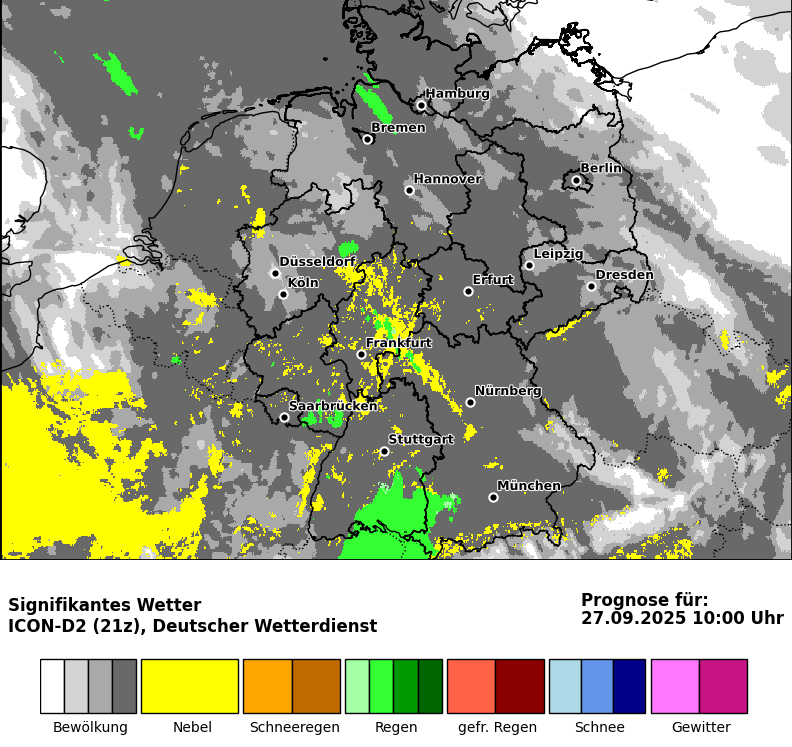 Hamburg
Bremen
Berlin
Hannover
Leipzig
Düsseldorf
Dresden
Köln
Erfurt
Frankfurt
Nürnberg
Saarbrücken
Stuttgart
München
Signifikantes Wetter
ICON-D2 (21z), Deutscher Wetterdienst
Prognose für:
27.09.2025 10:00 Uhr
Bewölkung Nebel Schneeregen Regen gefr. Regen Schnee Gewitter